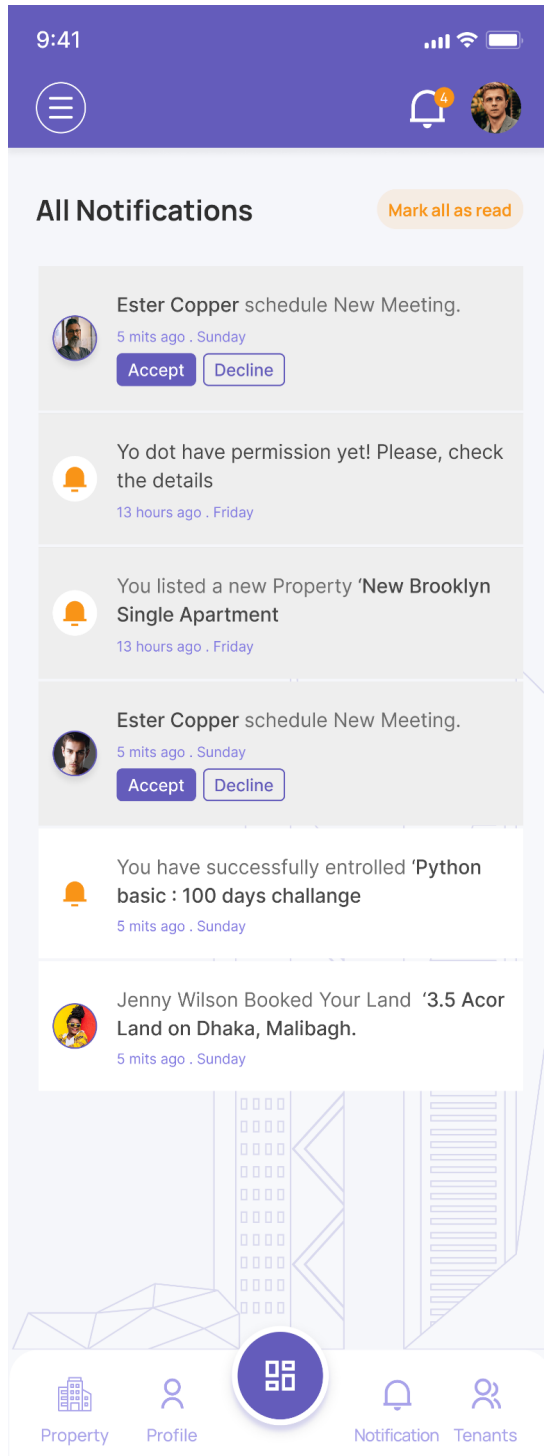 9:41
4
All Notifications
Mark all as read
Ester Copper schedule New Meeting.
5 mits ago . Sunday
Accept
Decline
Yo dot have permission yet! Please, check
the details
13 hours ago . Friday
You listed a new Property ‘New Brooklyn
Single Apartment
13 hours ago . Friday
Ester Copper schedule New Meeting.
5 mits ago . Sunday
Accept
Decline
You have successfully entrolled ‘Python
basic : 100 days challange
5 mits ago . Sunday
Jenny Wilson Booked Your Land ‘3.5 Acor
Land on Dhaka, Malibagh.
5 mits ago . Sunday
Property
Profile
Notification
Tenants